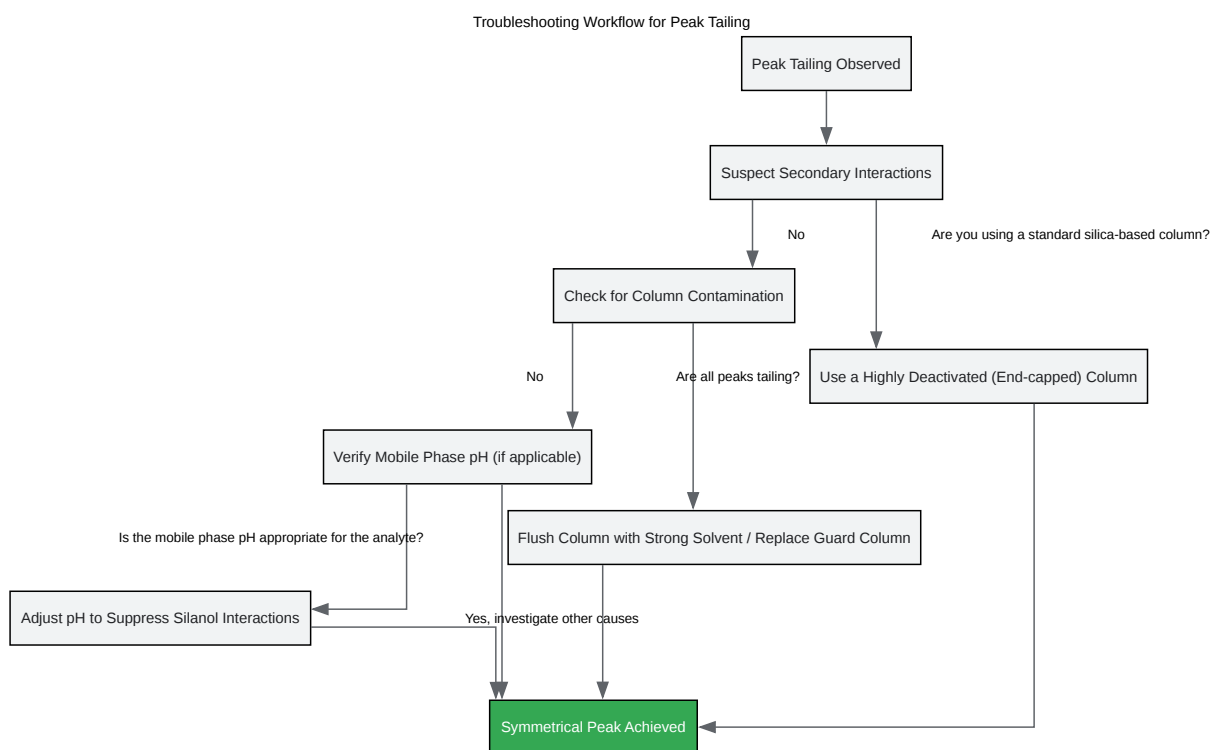 Troubleshooting Workflow for Peak Tailing
Peak Tailing Observed
Suspect Secondary Interactions
No
Are you using a standard silica-based column?
Check for Column Contamination
No
Are all peaks tailing?
Use a Highly Deactivated (End-capped) Column
Verify Mobile Phase pH (if applicable)
Is the mobile phase pH appropriate for the analyte?
Flush Column with Strong Solvent / Replace Guard Column
Adjust pH to Suppress Silanol Interactions
Yes, investigate other causes
Symmetrical Peak Achieved